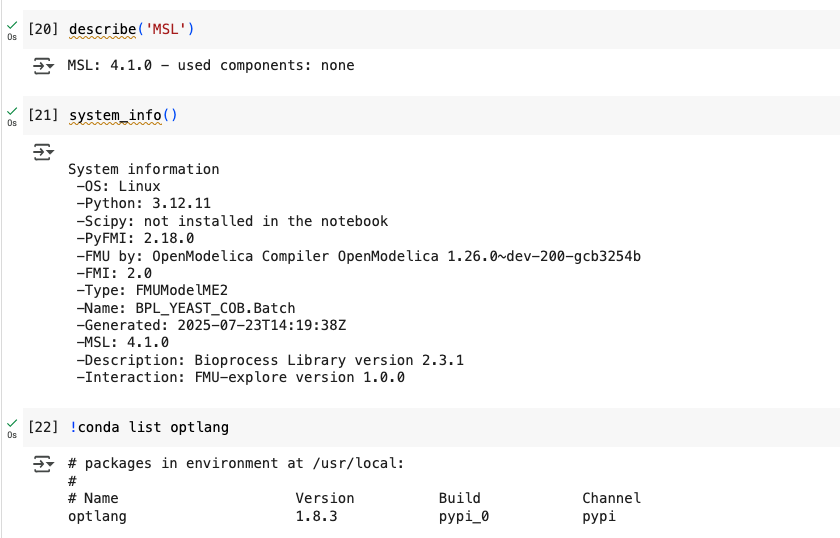 [20] describe('MSL')
0s
MSL: 4.1.0 – used components: none
[21] system_info()
0s
System information
–OS: Linux
–Python: 3.12.11
–Scipy: not installed in the notebook
–PyFMI: 2.18.0
–FMU by: OpenModelica Compiler OpenModelica 1.26.0~dev-200-gcb3254b
–FMI: 2.0
–Type: FMUModelME2
–Name: BPL_YEAST_COB.Batch
–Generated: 2025-07-23T14:19:38Z
–MSL: 4.1.0
–Description: Bioprocess Library version 2.3.1
–Interaction: FMU-explore version 1.0.0
[22] !conda list optlang
0s
# packages in environment at /usr/local:
#
# Name Version Build Channel
optlang 1.8.3 pypi_0 pypi